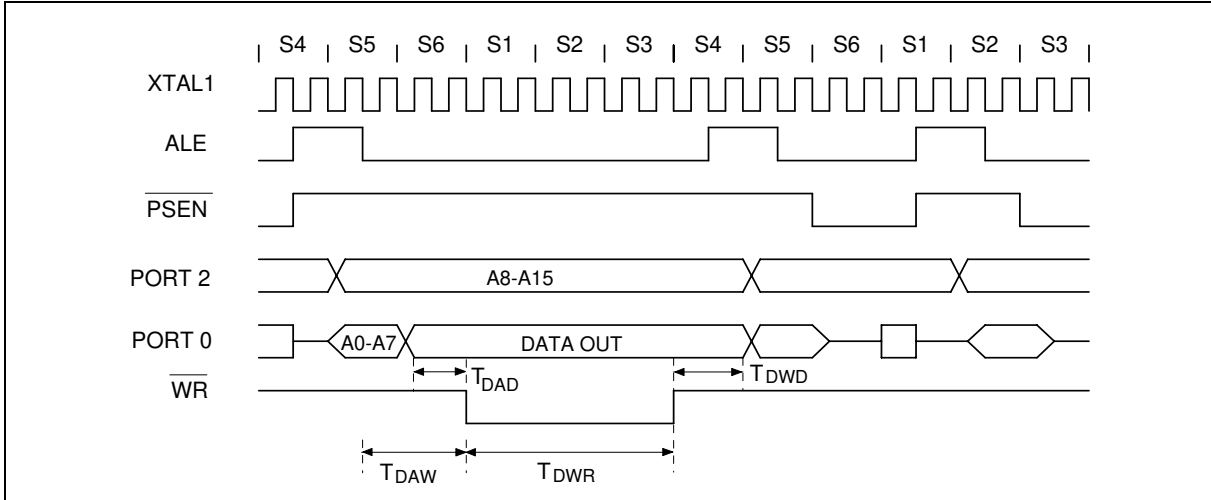 S4 S5 S6 S1 S2 S3 S4 S5 S6 S1 S2 S3
XTAL1
ALE
PSEN
PORT 2 A8-A15
PORT 0 A0-A7 DATA OUT
TDAD TDWD
WR
TDAW TDWR